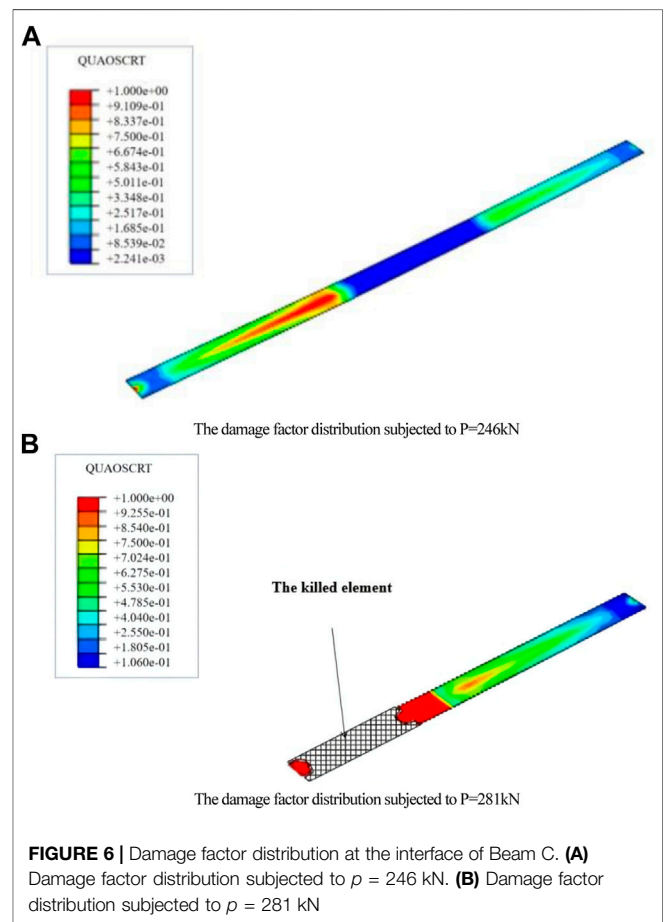 A
QUAOSCRT
+1.000e+00
+9.109e-01
+8.337e-01
+7.500e-01
+6.674e-01
+5.843e-01
+5.011e-01
+3.348e-01
+2.517e-01
+1.685e-01
+8.539e-02
+2.241e-03
The damage factor distribution subjected to P=246kN
B
QUAOSCRT
+1.000e+00
+9.255e-01
+8.540e-01
+7.500e-01
+7.024e-01
+6.275e-01
+5.530e-01
+4.785e-01
+4.040e-01
+2.550e-01
+1.805e-01
+1.060e-01
The killed element
The damage factor distribution subjected to P=281kN
FIGURE 6 | Damage factor distribution at the interface of Beam C. (A)
Damage factor distribution subjected to p = 246 kN. (B) Damage factor
distribution subjected to p = 281 kN